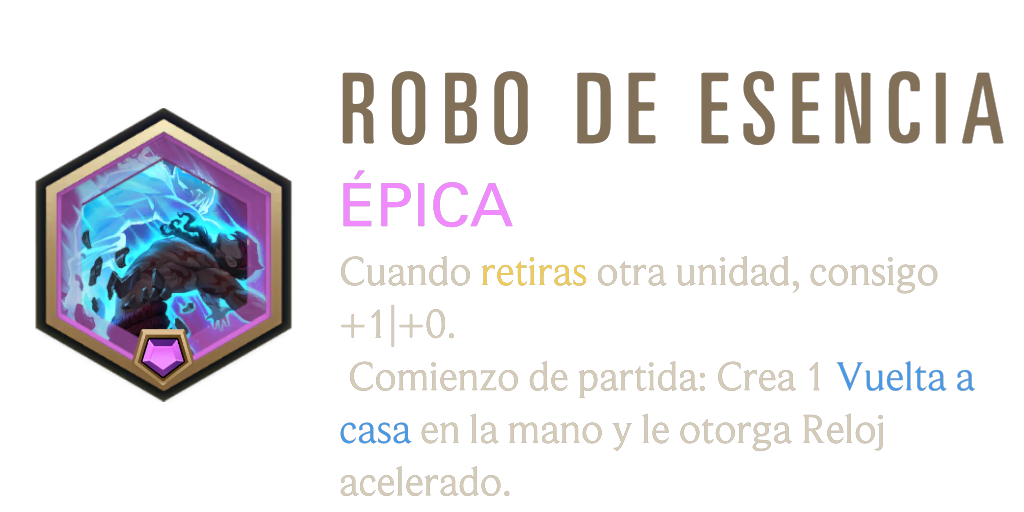 ROBO DE ESENCIA
ÉPICA
Cuando retiras otra unidad, consigo
+1|+0.
Comienzo de partida: Crea 1 Vuelta a
casa en la mano y le otorga Reloj
acelerado.